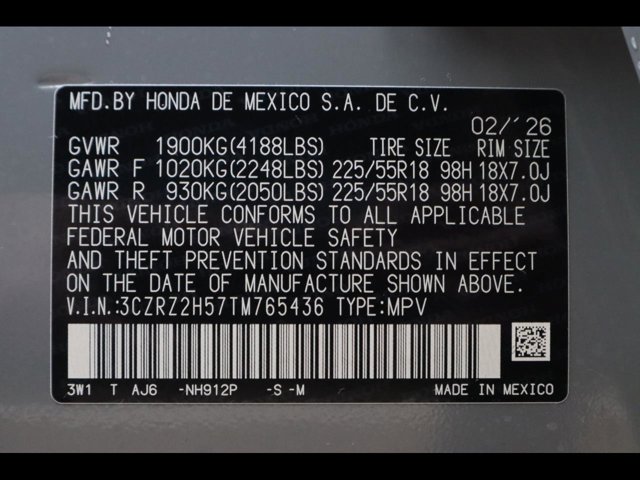 MFD.BY HONDA DE MEXICO S.A. DE C.V.
02/'26
GVWR 1900KG(4188LBS) TIRE SIZE RIM SIZE
GAWR F 1020KG(2248LBS) 225/55R18 98H 18X7.0J
GAWR R 930KG(2050LBS) 225/55R18 98H 18X7.0J
THIS VEHICLE CONFORMS TO ALL APPLICABLE
FEDERAL MOTOR VEHICLE SAFETY
AND THEFT PREVENTION STANDARDS IN EFFECT
ON THE DATE OF MANUFACTURE SHOWN ABOVE.
V.I.N.:3CZRZ2H57TM765436 TYPE:MPV
3W1 T AJ6 -NH912P -S -M MADE IN MEXICO